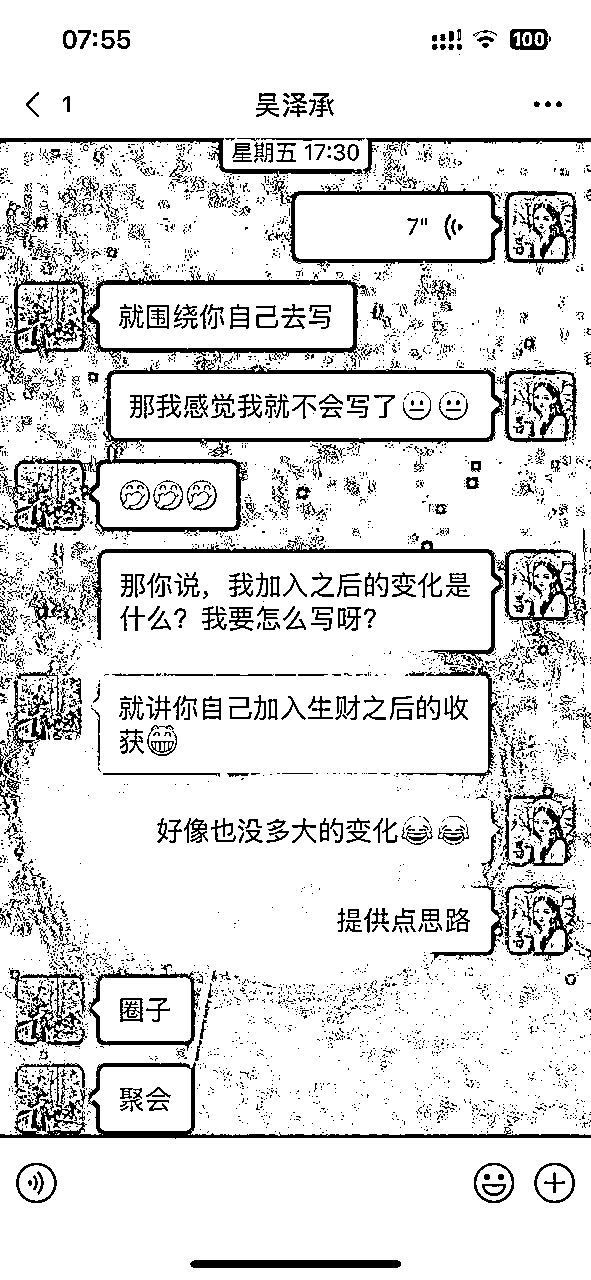 07:55
100
1
吴泽承
星期五 17:30
7"
就围绕你自己去写
那我感觉我就不会写了😐😐
🤭🤭🤭
那你说，我加入之后的变化是
什么？我要怎么写呀？
就讲你自己加入生财之后的收
获😁
好像也没多大的变化😂😂
提供点思路
圈子
聚会